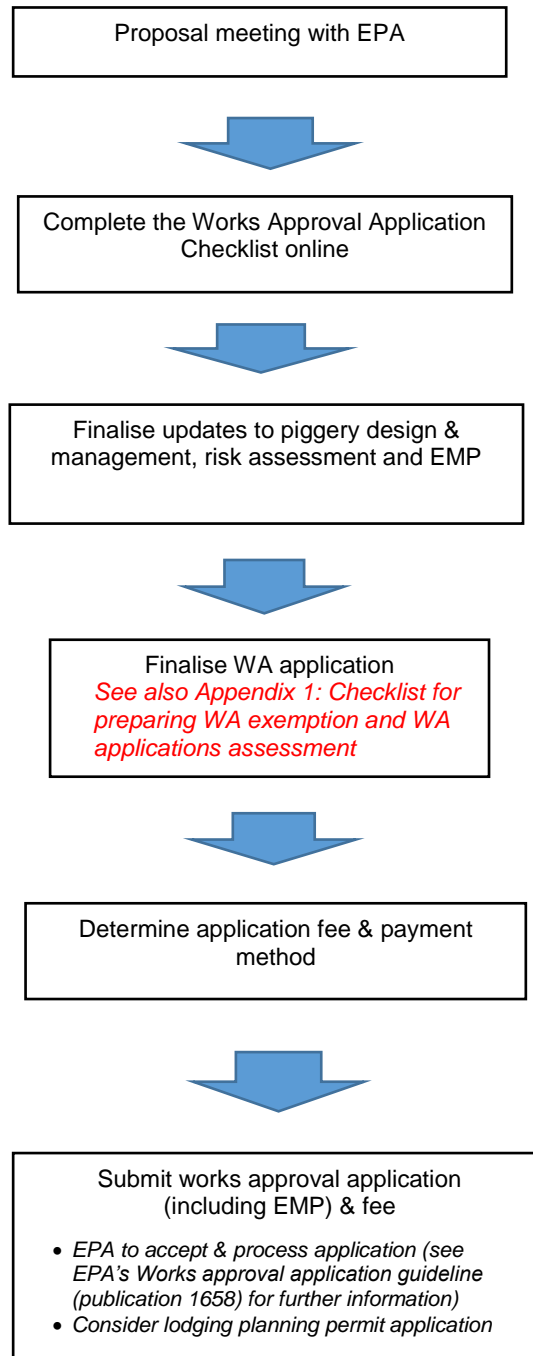 Proposal meeting with EPA
Complete the Works Approval Application
Checklist online
Finalise updates to piggery design &
management, risk assessment and EMP
Finalise WA application
See also Appendix 1: Checklist for
preparing WA exemption and WA
applications assessment
Determine application fee & payment
method
Submit works approval application
(including EMP) & fee
• EPA to accept & process application (see
EPA's Works approval application guideline
(publication 1658) for further information)
• Consider lodging planning permit application